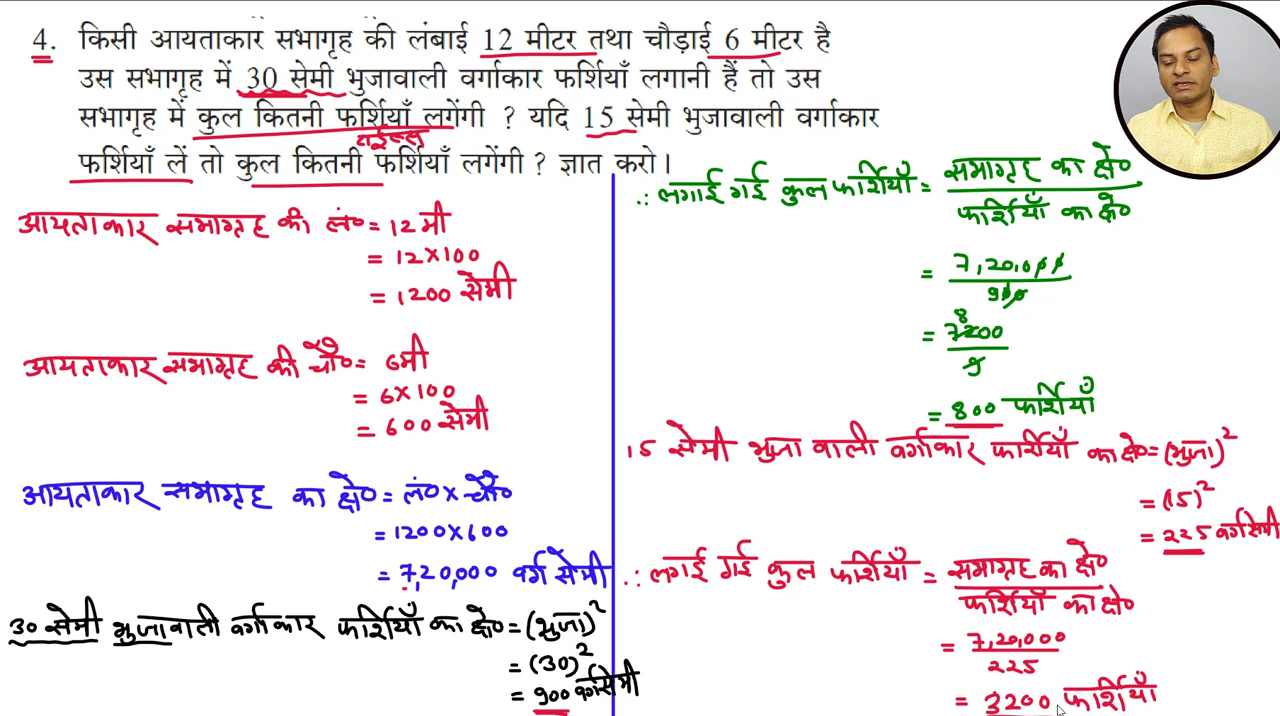 4. किसी आयताकार सभागृह की लंबाई 12 मीटर तथा चौड़ाई 6 मीटर है
उस सभागृह में 30 सेमी भुजावाली वर्गाकार फर्शियाँ लगानी हैं तो उस
सभागृह में कुल कितनी फर्शियाँ लगेंगी ? यदि 15 सेमी भुजावाली वर्गाकार
टाईल्स
फर्शियाँ लें तो कुल कितनी फर्शियाँ लगेंगी ? ज्ञात करो।
आयताकार सभागृह की लं० = 12 मी
= 12 × 100
= 1200 सेमी
आयताकार सभागृह की चौ० = 6 मी
= 6 × 100
= 600 सेमी
आयताकार सभागृह का क्षे० = लं० × चौ०
= 1200 × 600
= 7,20,000 वर्ग सेमी
30 सेमी भुजावाली वर्गाकार फर्शियाँ का क्षे० = (भुजा)²
= (30)²
= 900 वर्गसेमी
∴ लगाई गई कुल फर्शियाँ = सभागृह का क्षे०
फर्शियाँ का क्षे०
= 7,20,000
900
8
= 7200
9
= 800 फर्शियाँ
15 सेमी भुजा वाली वर्गाकार फर्शियाँ का क्षे० = (भुजा)²
= (15)²
= 225 वर्गसेमी
∴ लगाई गई कुल फर्शियाँ = सभागृह का क्षे०
फर्शियाँ का क्षे०
= 7,20,000
225
= 3200 फर्शियाँ